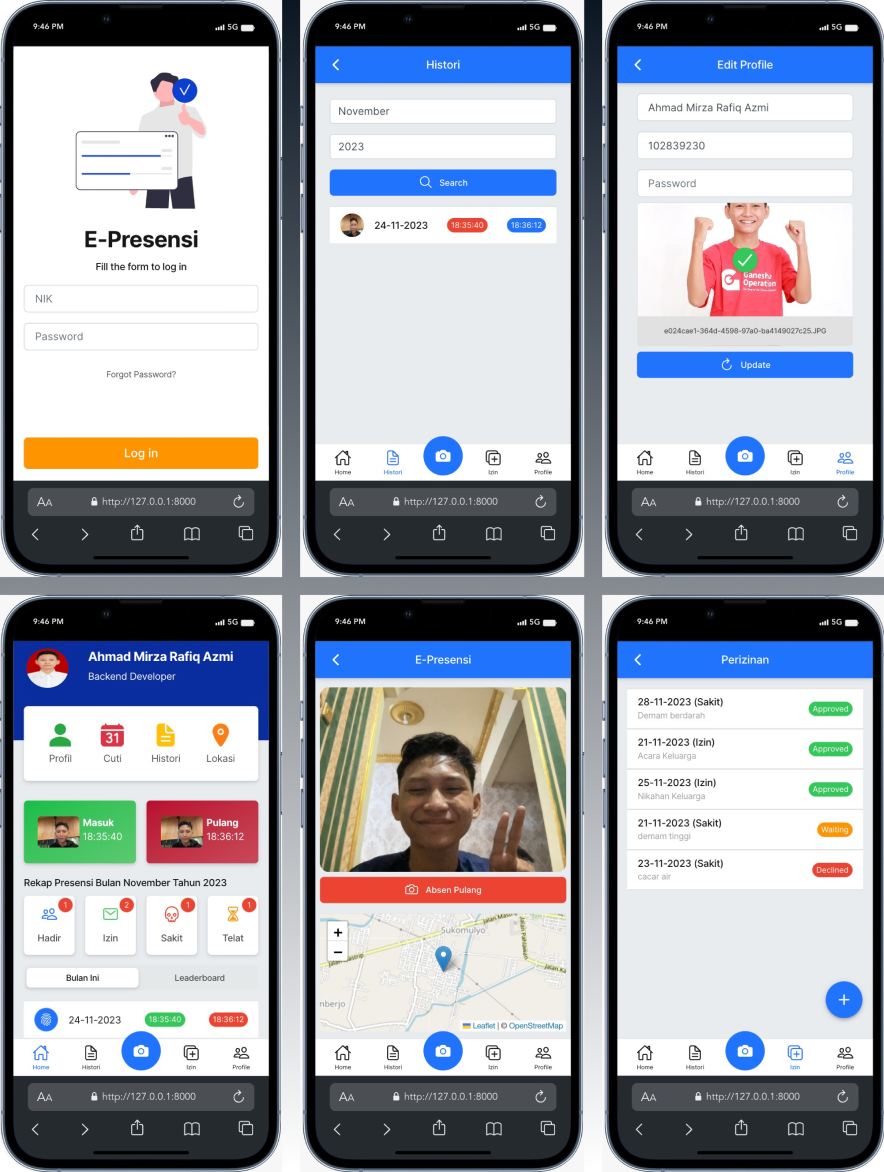 9:46 PM
5G
E-Presensi
Fill the form to log in
NIK
Password
Forgot Password?
Log in
AA
http://127.0.0.1:8000
9:46 PM
5G
Histori
November
2023
Search
24-11-2023 18:35:40 18:36:12
Home Histori Izin Profile
AA
http://127.0.0.1:8000
9:46 PM
5G
Edit Profile
Ahmad Mirza Rafiq Azmi
102839230
Password
Ganesha
Operation
e024cae1-364d-4598-97a0-ba4149027c25.JPG
Update
Home Histori Izin Profile
AA
http://127.0.0.1:8000
9:46 PM
5G
Ahmad Mirza Rafiq Azmi
Backend Developer
31
Profil Cuti Histori Lokasi
Masuk
18:35:40
Pulang
18:36:12
Rekap Presensi Bulan November Tahun 2023
1 2 1 1
Hadir Izin Sakit Telat
Bulan Ini Leaderboard
24-11-2023 18:35:40 18:36:12
Home Histori Izin Profile
AA
http://127.0.0.1:8000
9:46 PM
5G
E-Presensi
Absen Pulang
+
−
Sukomulyo
Jalan Pahlawan
nberjo
Leaflet | © OpenStreetMap
Home Histori Izin Profile
AA
http://127.0.0.1:8000
9:46 PM
5G
Perizinan
28-11-2023 (Sakit)
Demam berdarah
Approved
21-11-2023 (Izin)
Acara Keluarga
Approved
25-11-2023 (Izin)
Nikahan Keluarga
Approved
21-11-2023 (Sakit)
demam tinggi
Waiting
23-11-2023 (Sakit)
cacar air
Declined
+
Home Histori Izin Profile
AA
http://127.0.0.1:8000